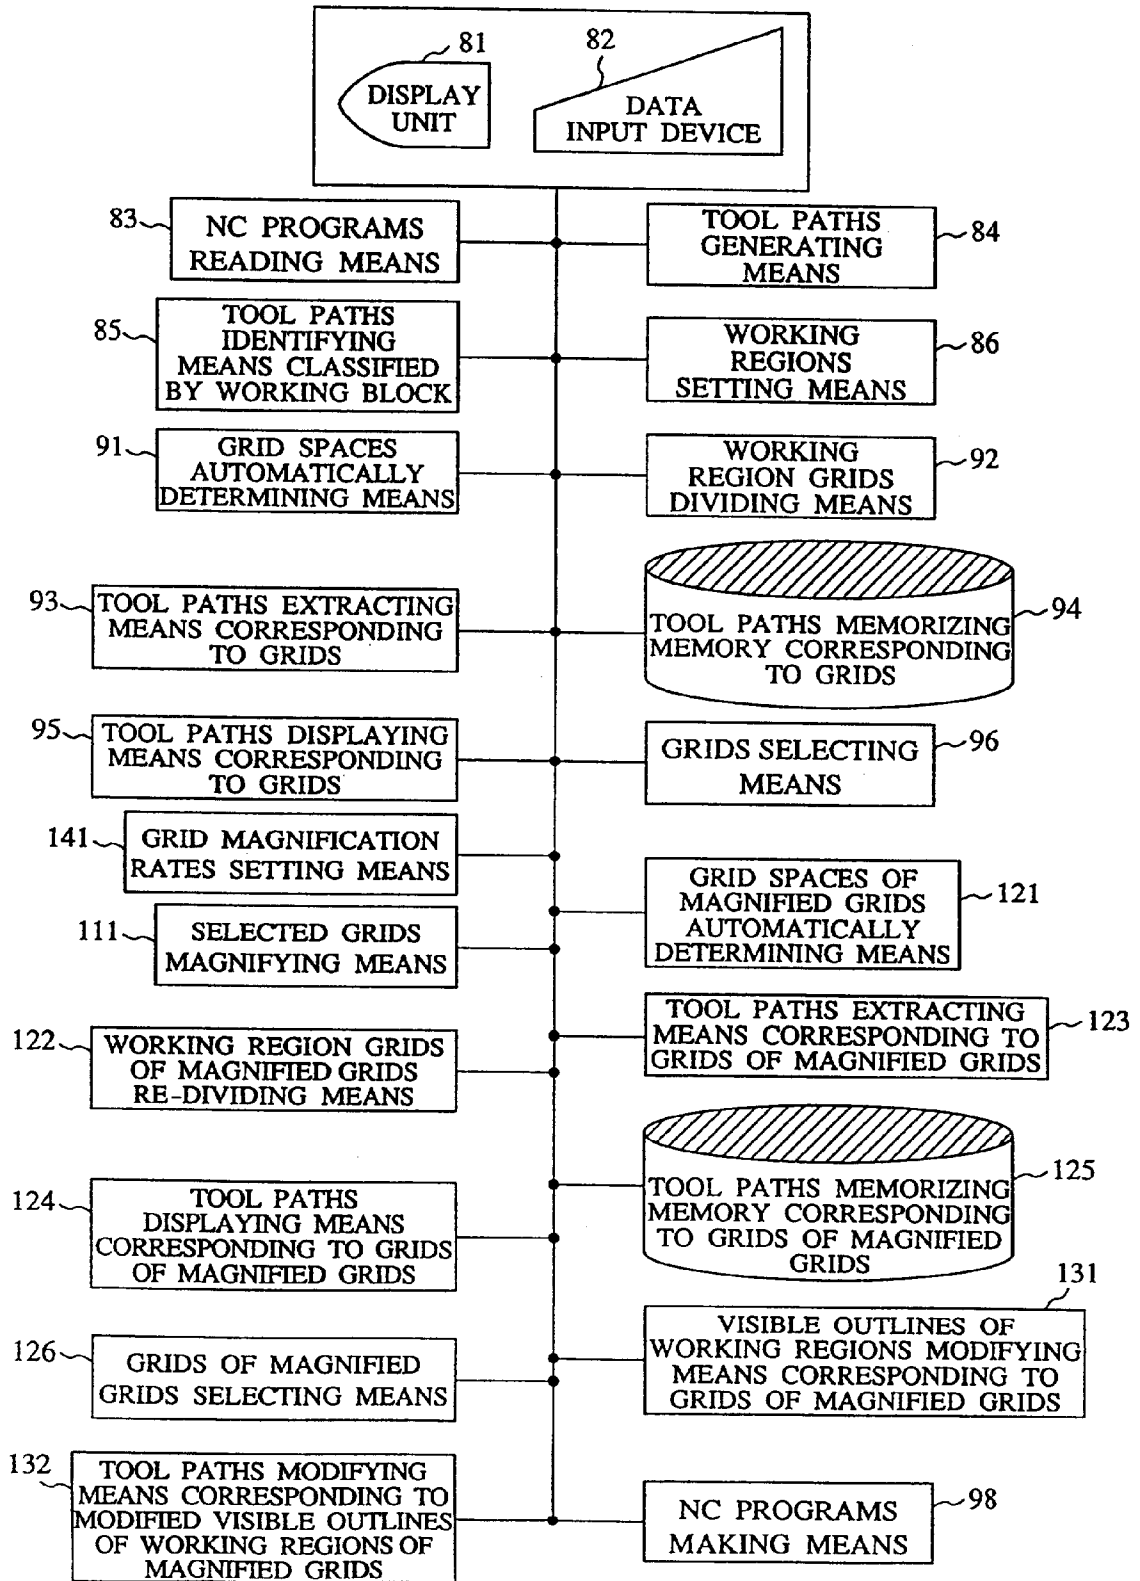 81
82
DISPLAY
UNIT
DATA
INPUT DEVICE
83
NC PROGRAMS
READING MEANS
TOOL PATHS
GENERATING
MEANS
84
85
TOOL PATHS
IDENTIFYING
MEANS CLASSIFIED
BY WORKING BLOCK
WORKING
REGIONS
SETTING MEANS
86
91
GRID SPACES
AUTOMATICALLY
DETERMINING MEANS
WORKING
REGION GRIDS
DIVIDING MEANS
92
93
TOOL PATHS EXTRACTING
MEANS CORRESPONDING
TO GRIDS
TOOL PATHS MEMORIZING
MEMORY CORRESPONDING
TO GRIDS
94
95
TOOL PATHS DISPLAYING
MEANS CORRESPONDING
TO GRIDS
GRIDS SELECTING
MEANS
96
141
GRID MAGNIFICATION
RATES SETTING MEANS
GRID SPACES OF
MAGNIFIED GRIDS
AUTOMATICALLY
DETERMINING MEANS
121
111
SELECTED GRIDS
MAGNIFYING MEANS
TOOL PATHS EXTRACTING
MEANS CORRESPONDING TO
GRIDS OF MAGNIFIED GRIDS
123
122
WORKING REGION GRIDS
OF MAGNIFIED GRIDS
RE-DIVIDING MEANS
TOOL PATHS MEMORIZING
MEMORY CORRESPONDING
TO GRIDS OF MAGNIFIED
GRIDS
125
124
TOOL PATHS
DISPLAYING MEANS
CORRESPONDING TO GRIDS
OF MAGNIFIED GRIDS
131
VISIBLE OUTLINES OF
WORKING REGIONS MODIFYING
MEANS CORRESPONDING TO
GRIDS OF MAGNIFIED GRIDS
126
GRIDS OF MAGNIFIED
GRIDS SELECTING MEANS
132
TOOL PATHS MODIFYING
MEANS CORRESPONDING TO
MODIFIED VISIBLE OUTLINES
OF WORKING REGIONS OF
MAGNIFIED GRIDS
NC PROGRAMS
MAKING MEANS
98